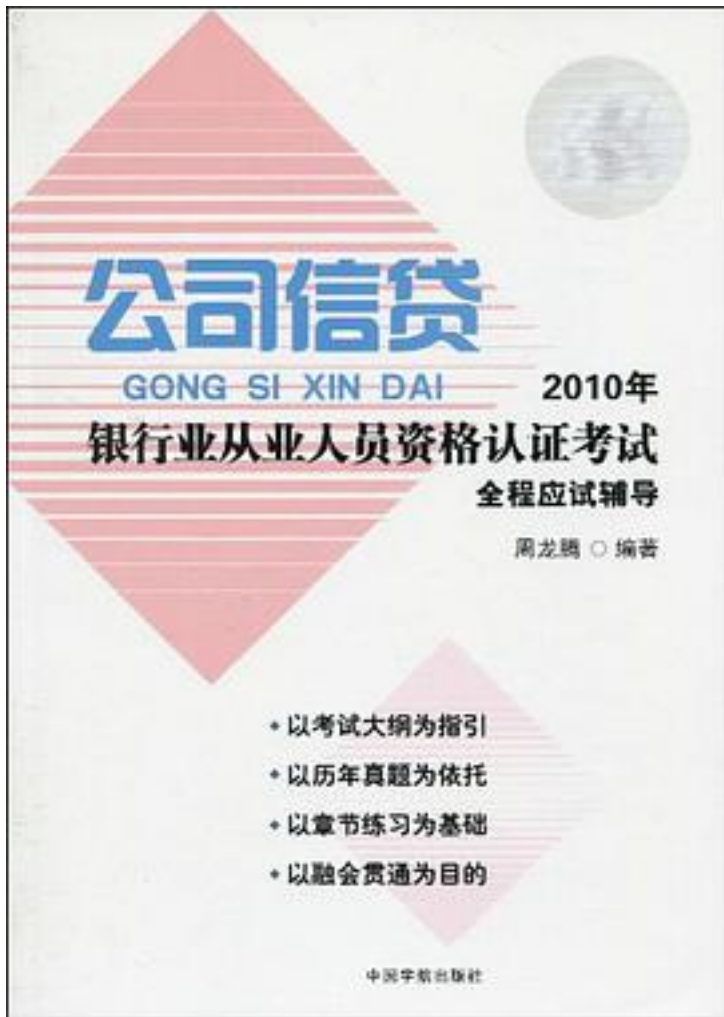 公司信贷
GONG SI XIN DAI
2010年
银行业从业人员资格认证考试
全程应试辅导
周龙腾 ○ 编著
◆以考试大纲为指引
◆以历年真题为依托
◆以章节练习为基础
◆以融会贯通为目的
中国宇航出版社